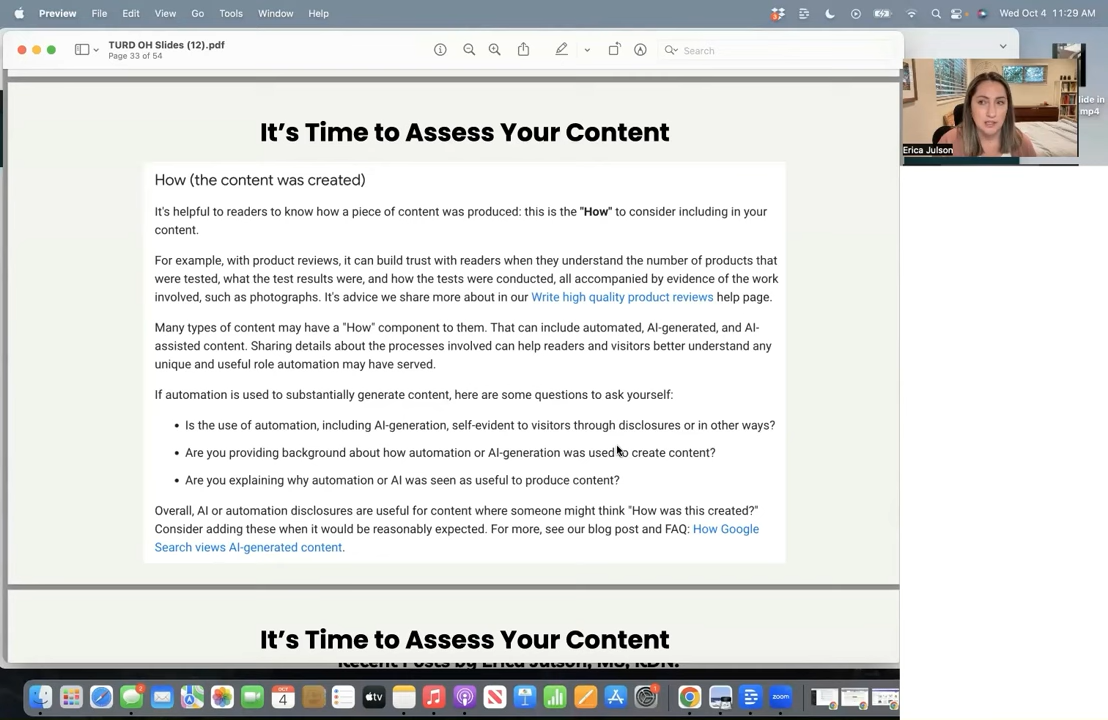 Preview File Edit View Go Tools Window Help Wed Oct 4 11:29 AM
TURD OH Slides (12).pdf
Page 33 of 54
Search
lide in
mp4
Erica Julson
It's Time to Assess Your Content
How (the content was created)
It's helpful to readers to know how a piece of content was produced: this is the "How" to consider including in your
content.
For example, with product reviews, it can build trust with readers when they understand the number of products that
were tested, what the test results were, and how the tests were conducted, all accompanied by evidence of the work
involved, such as photographs. It's advice we share more about in our Write high quality product reviews help page.
Many types of content may have a "How" component to them. That can include automated, AI-generated, and AI-
assisted content. Sharing details about the processes involved can help readers and visitors better understand any
unique and useful role automation may have served.
If automation is used to substantially generate content, here are some questions to ask yourself:
• Is the use of automation, including AI-generation, self-evident to visitors through disclosures or in other ways?
• Are you providing background about how automation or AI-generation was used to create content?
• Are you explaining why automation or AI was seen as useful to produce content?
Overall, AI or automation disclosures are useful for content where someone might think "How was this created?"
Consider adding these when it would be reasonably expected. For more, see our blog post and FAQ: How Google
Search views AI-generated content.
It's Time to Assess Your Content
Recent Posts by Erica Julson, MS, RDN.
OCT
4
tv
zoom